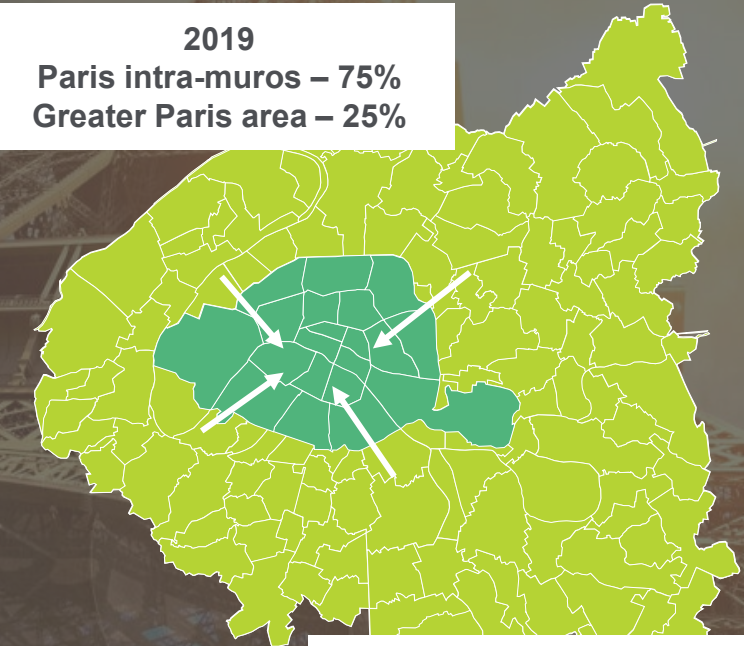 2019
Paris intra-muros – 75%
Greater Paris area – 25%